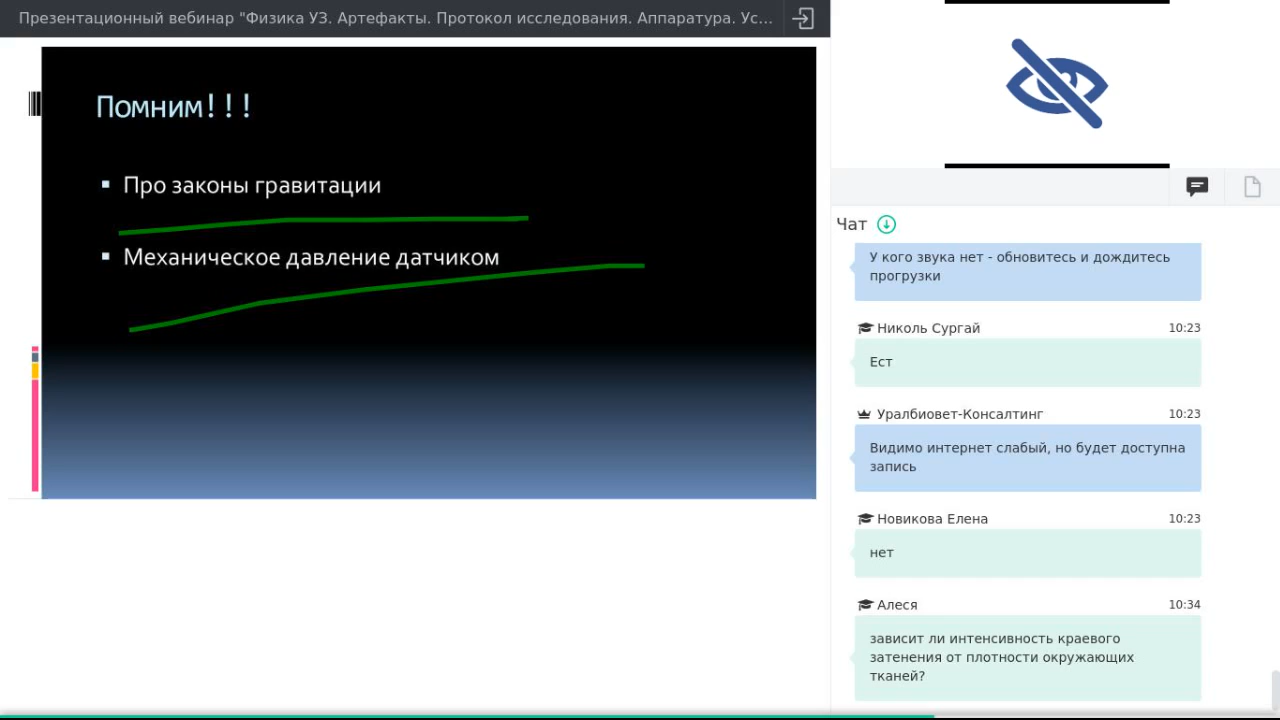 Презентационный вебинар "Физика УЗ. Артефакты. Протокол исследования. Аппаратура. Ус...
Помним!!!
Про законы гравитации
Механическое давление датчиком
Чат
У кого звука нет - обновитесь и дождитесь
прогрузки
Николь Сургай 10:23
Ест
Уралбиовет-Консалтинг 10:23
Видимо интернет слабый, но будет доступна
запись
Новикова Елена 10:23
нет
Алеся 10:34
зависит ли интенсивность краевого
затенения от плотности окружающих
тканей?